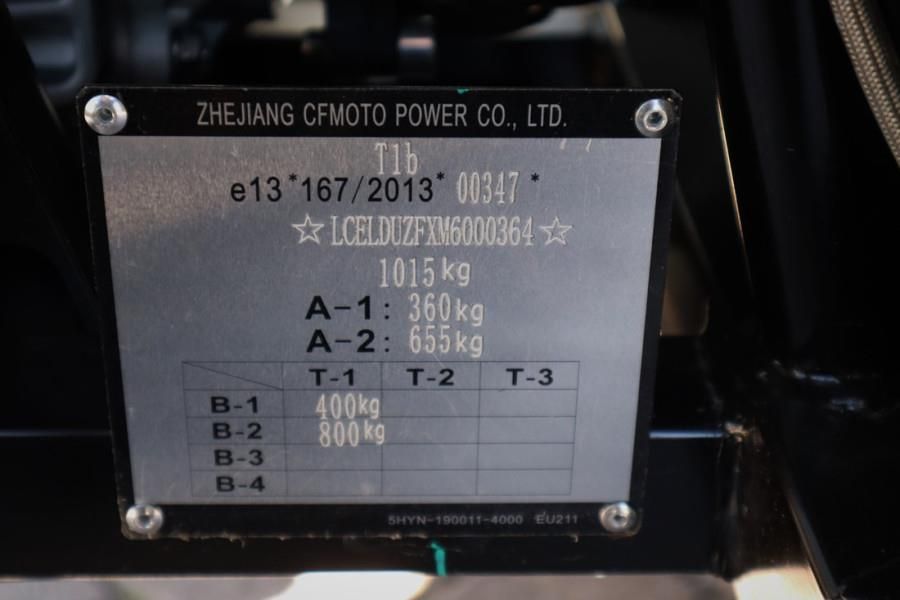 ZHEJIANG CFMOTO POWER CO., LTD.
T1b
e13*167/2013*00347*
☆LCELDUZFXM6000364☆
1015kg
A-1: 360kg
A-2: 655kg
T-1 T-2 T-3
B-1 400kg
B-2 800kg
B-3
B-4
5HYN-190011-4000 EU211